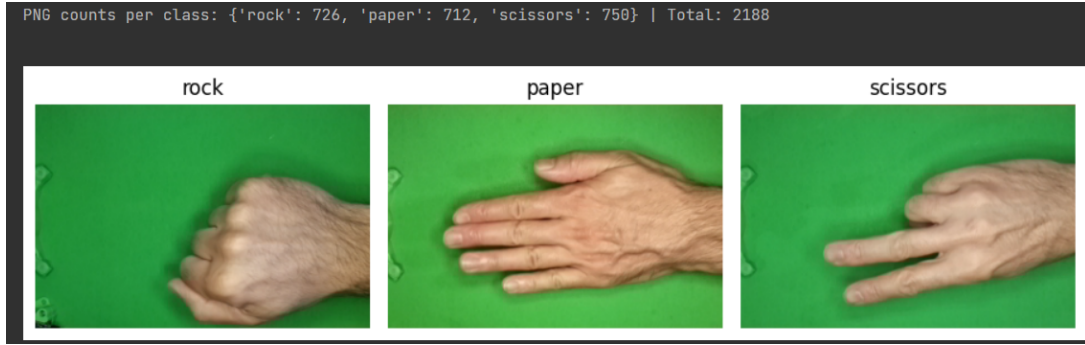 PNG counts per class: {'rock': 726, 'paper': 712, 'scissors': 750} | Total: 2188
rock
paper
scissors